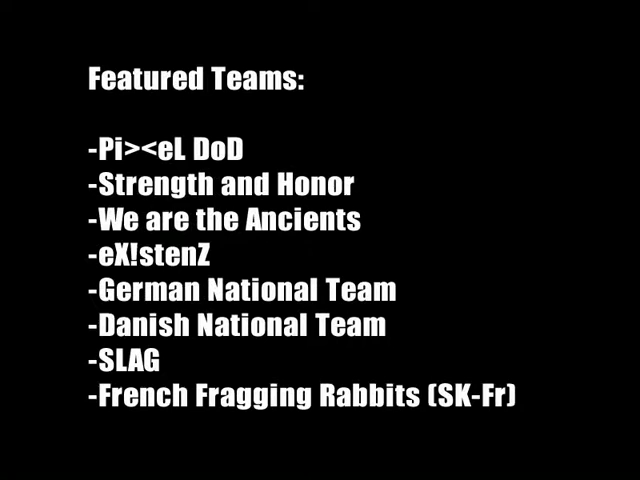 Featured Teams:
-Pi><eL DoD
-Strength and Honor
-We are the Ancients
-eX!stenZ
-German National Team
-Danish National Team
-SLAG
-French Fragging Rabbits (SK-Fr)